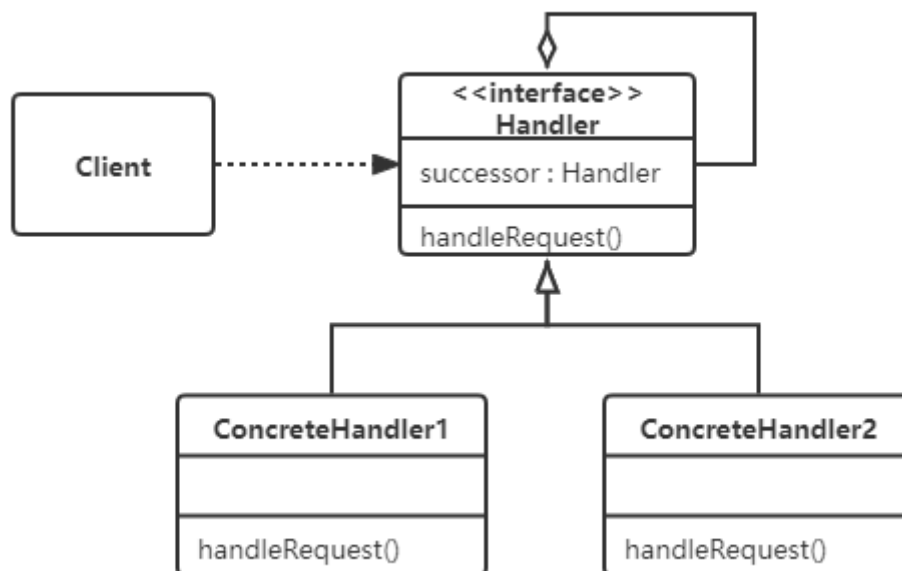 <<interface>>
Handler
Client
successor : Handler
handleRequest()
ConcreteHandler1
ConcreteHandler2
handleRequest()
handleRequest()